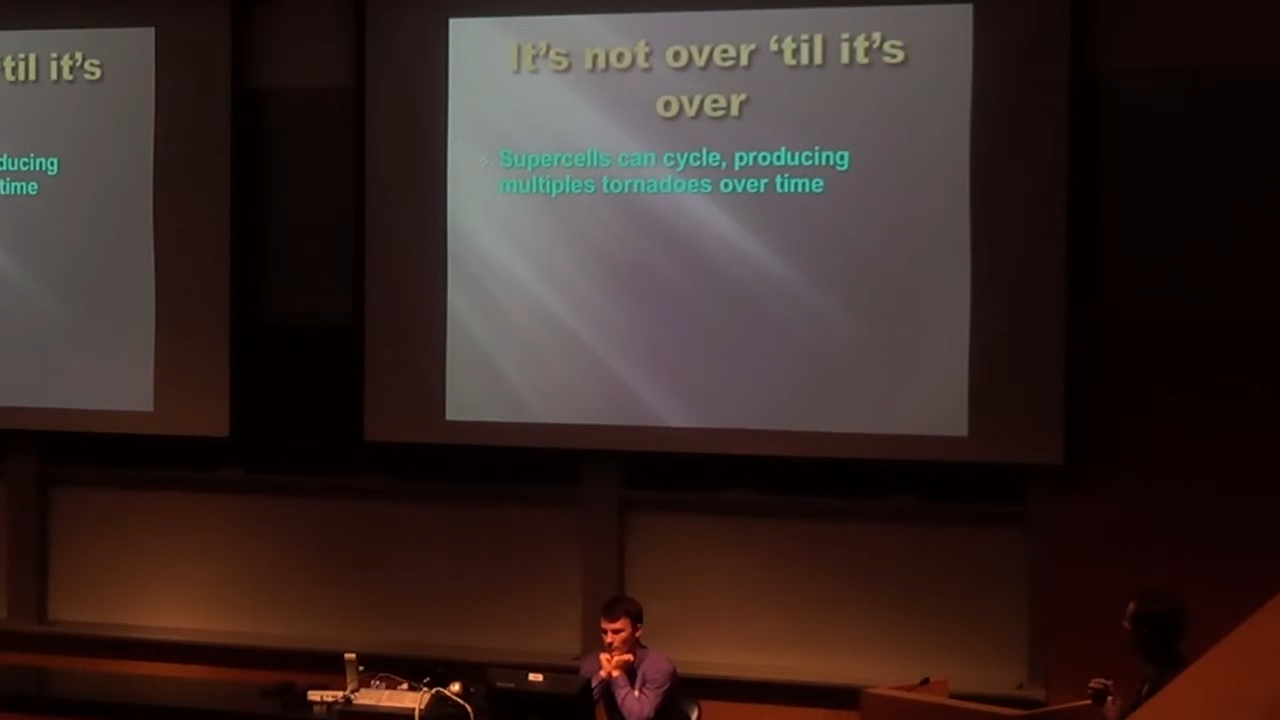 'til it's
ducing
time
It's not over 'til it's
over
Supercells can cycle, producing
multiples tornadoes over time